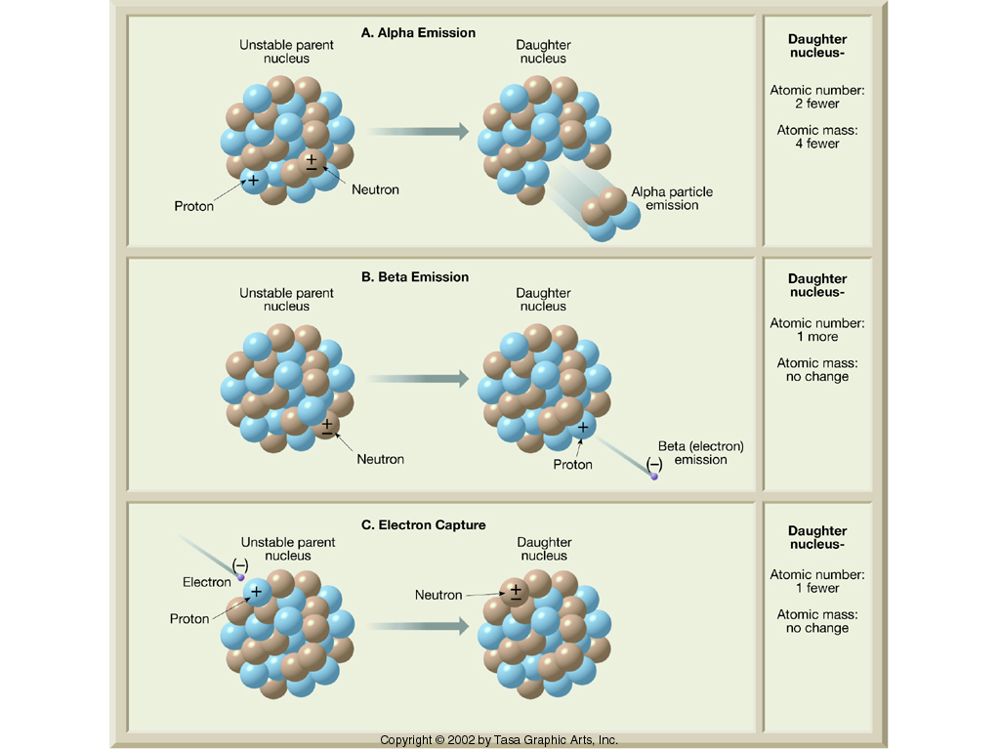 A. Alpha Emission
Unstable parent
nucleus
Daughter
nucleus
+
±
Proton
Neutron
Alpha particle
emission
Daughter
nucleus-
Atomic number:
2 fewer
Atomic mass:
4 fewer
B. Beta Emission
Unstable parent
nucleus
Daughter
nucleus
±
Neutron
+
Proton
(–)
Beta (electron)
emission
Daughter
nucleus-
Atomic number:
1 more
Atomic mass:
no change
C. Electron Capture
Unstable parent
nucleus
Daughter
nucleus
(–)
Electron
+
Proton
Neutron
±
Daughter
nucleus-
Atomic number:
1 fewer
Atomic mass:
no change
Copyright © 2002 by Tasa Graphic Arts, Inc.